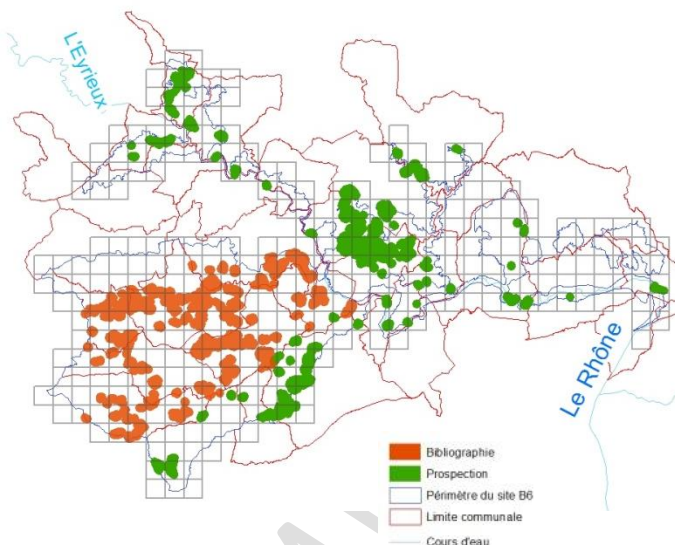 L'Eyrieux
Le Rhône
Bibliographie
Prospection
Périmètre du site B6
Limite communale
Cours d'eau